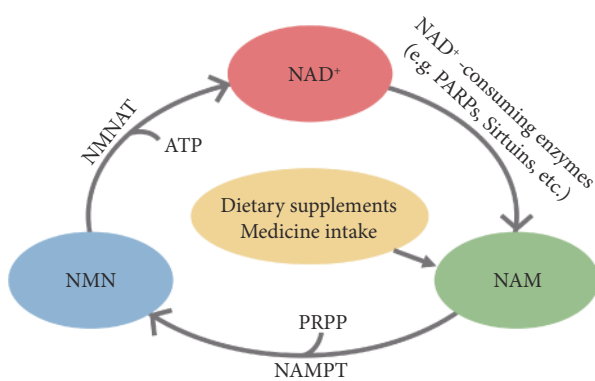 NAD⁺
NAD⁺-consuming enzymes
(e.g. PARPs, Sirtuins, etc.)
NMNAT
ATP
Dietary supplements
Medicine intake
NMN
NAM
PRPP
NAMPT